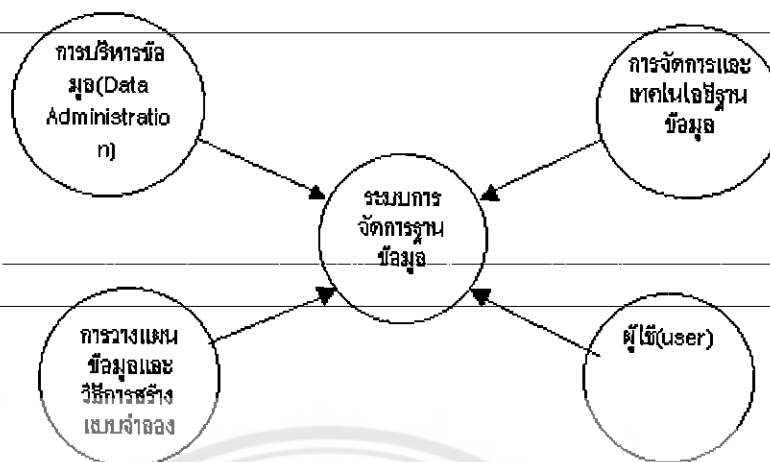 การบริหารข้อ
มูล(Data
Administratio
n)
การจัดการและ
เทคโนโลยีฐาน
ข้อมูล
ระบบการ
จัดการฐาน
ข้อมูล
การวางแผน
ข้อมูลและ
วิธีการสร้าง
แบบจำลอง
ผู้ใช้(user)